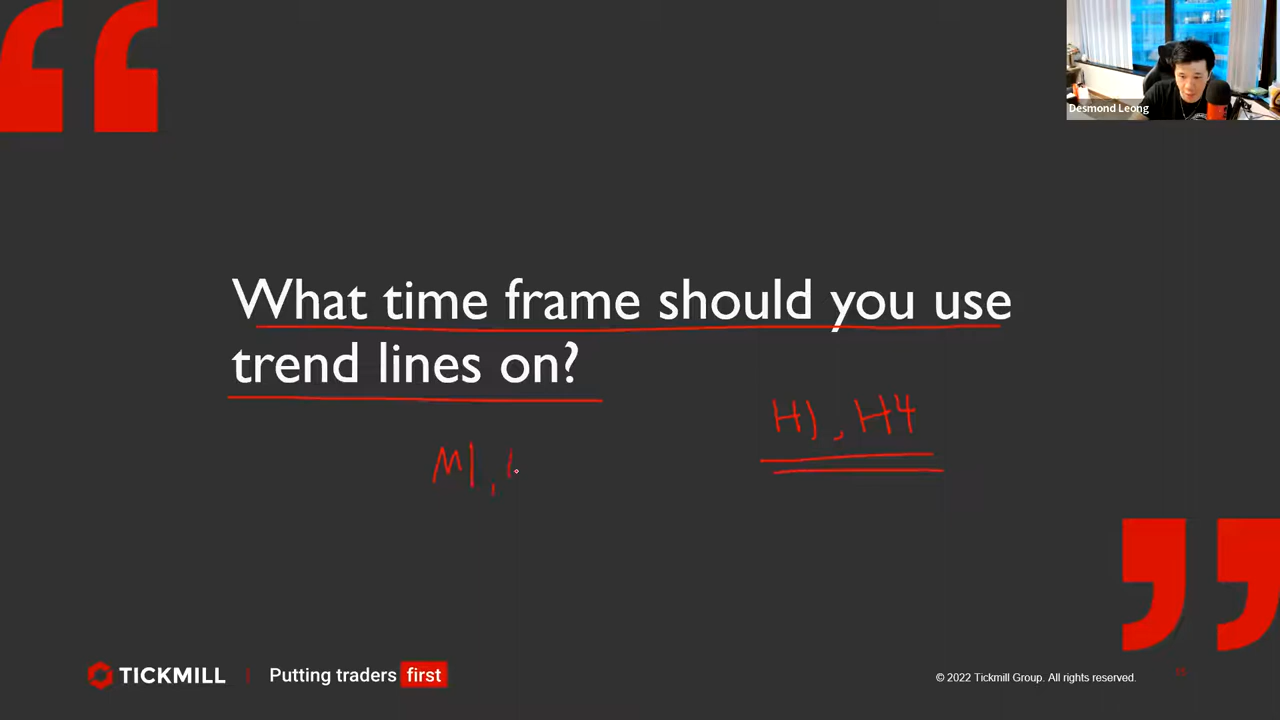 Desmond Leong
What time frame should you use
trend lines on?
H1, H4
M1,
TICKMILL | Putting traders first
© 2022 Tickmill Group. All rights reserved.